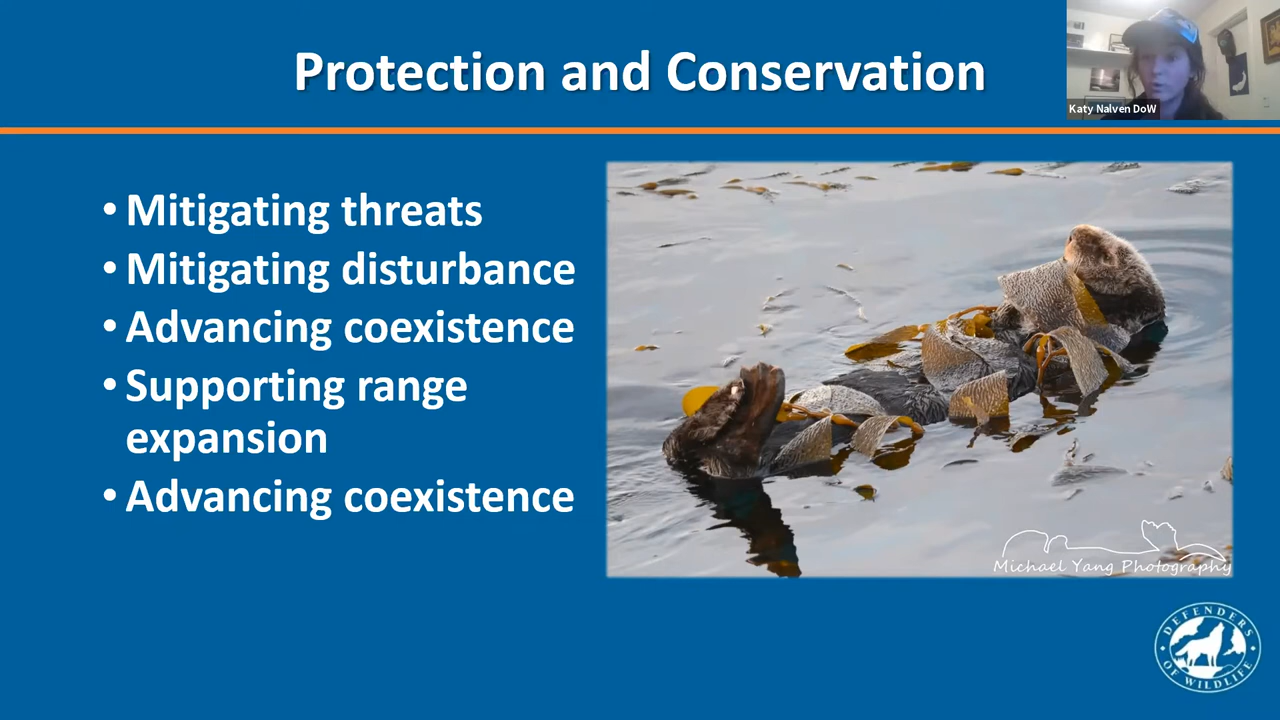 Protection and Conservation
Katy Nalven DoW
• Mitigating threats
• Mitigating disturbance
• Advancing coexistence
• Supporting range
expansion
• Advancing coexistence
Michael Yang Photography
DEFENDERS
OF WILDLIFE